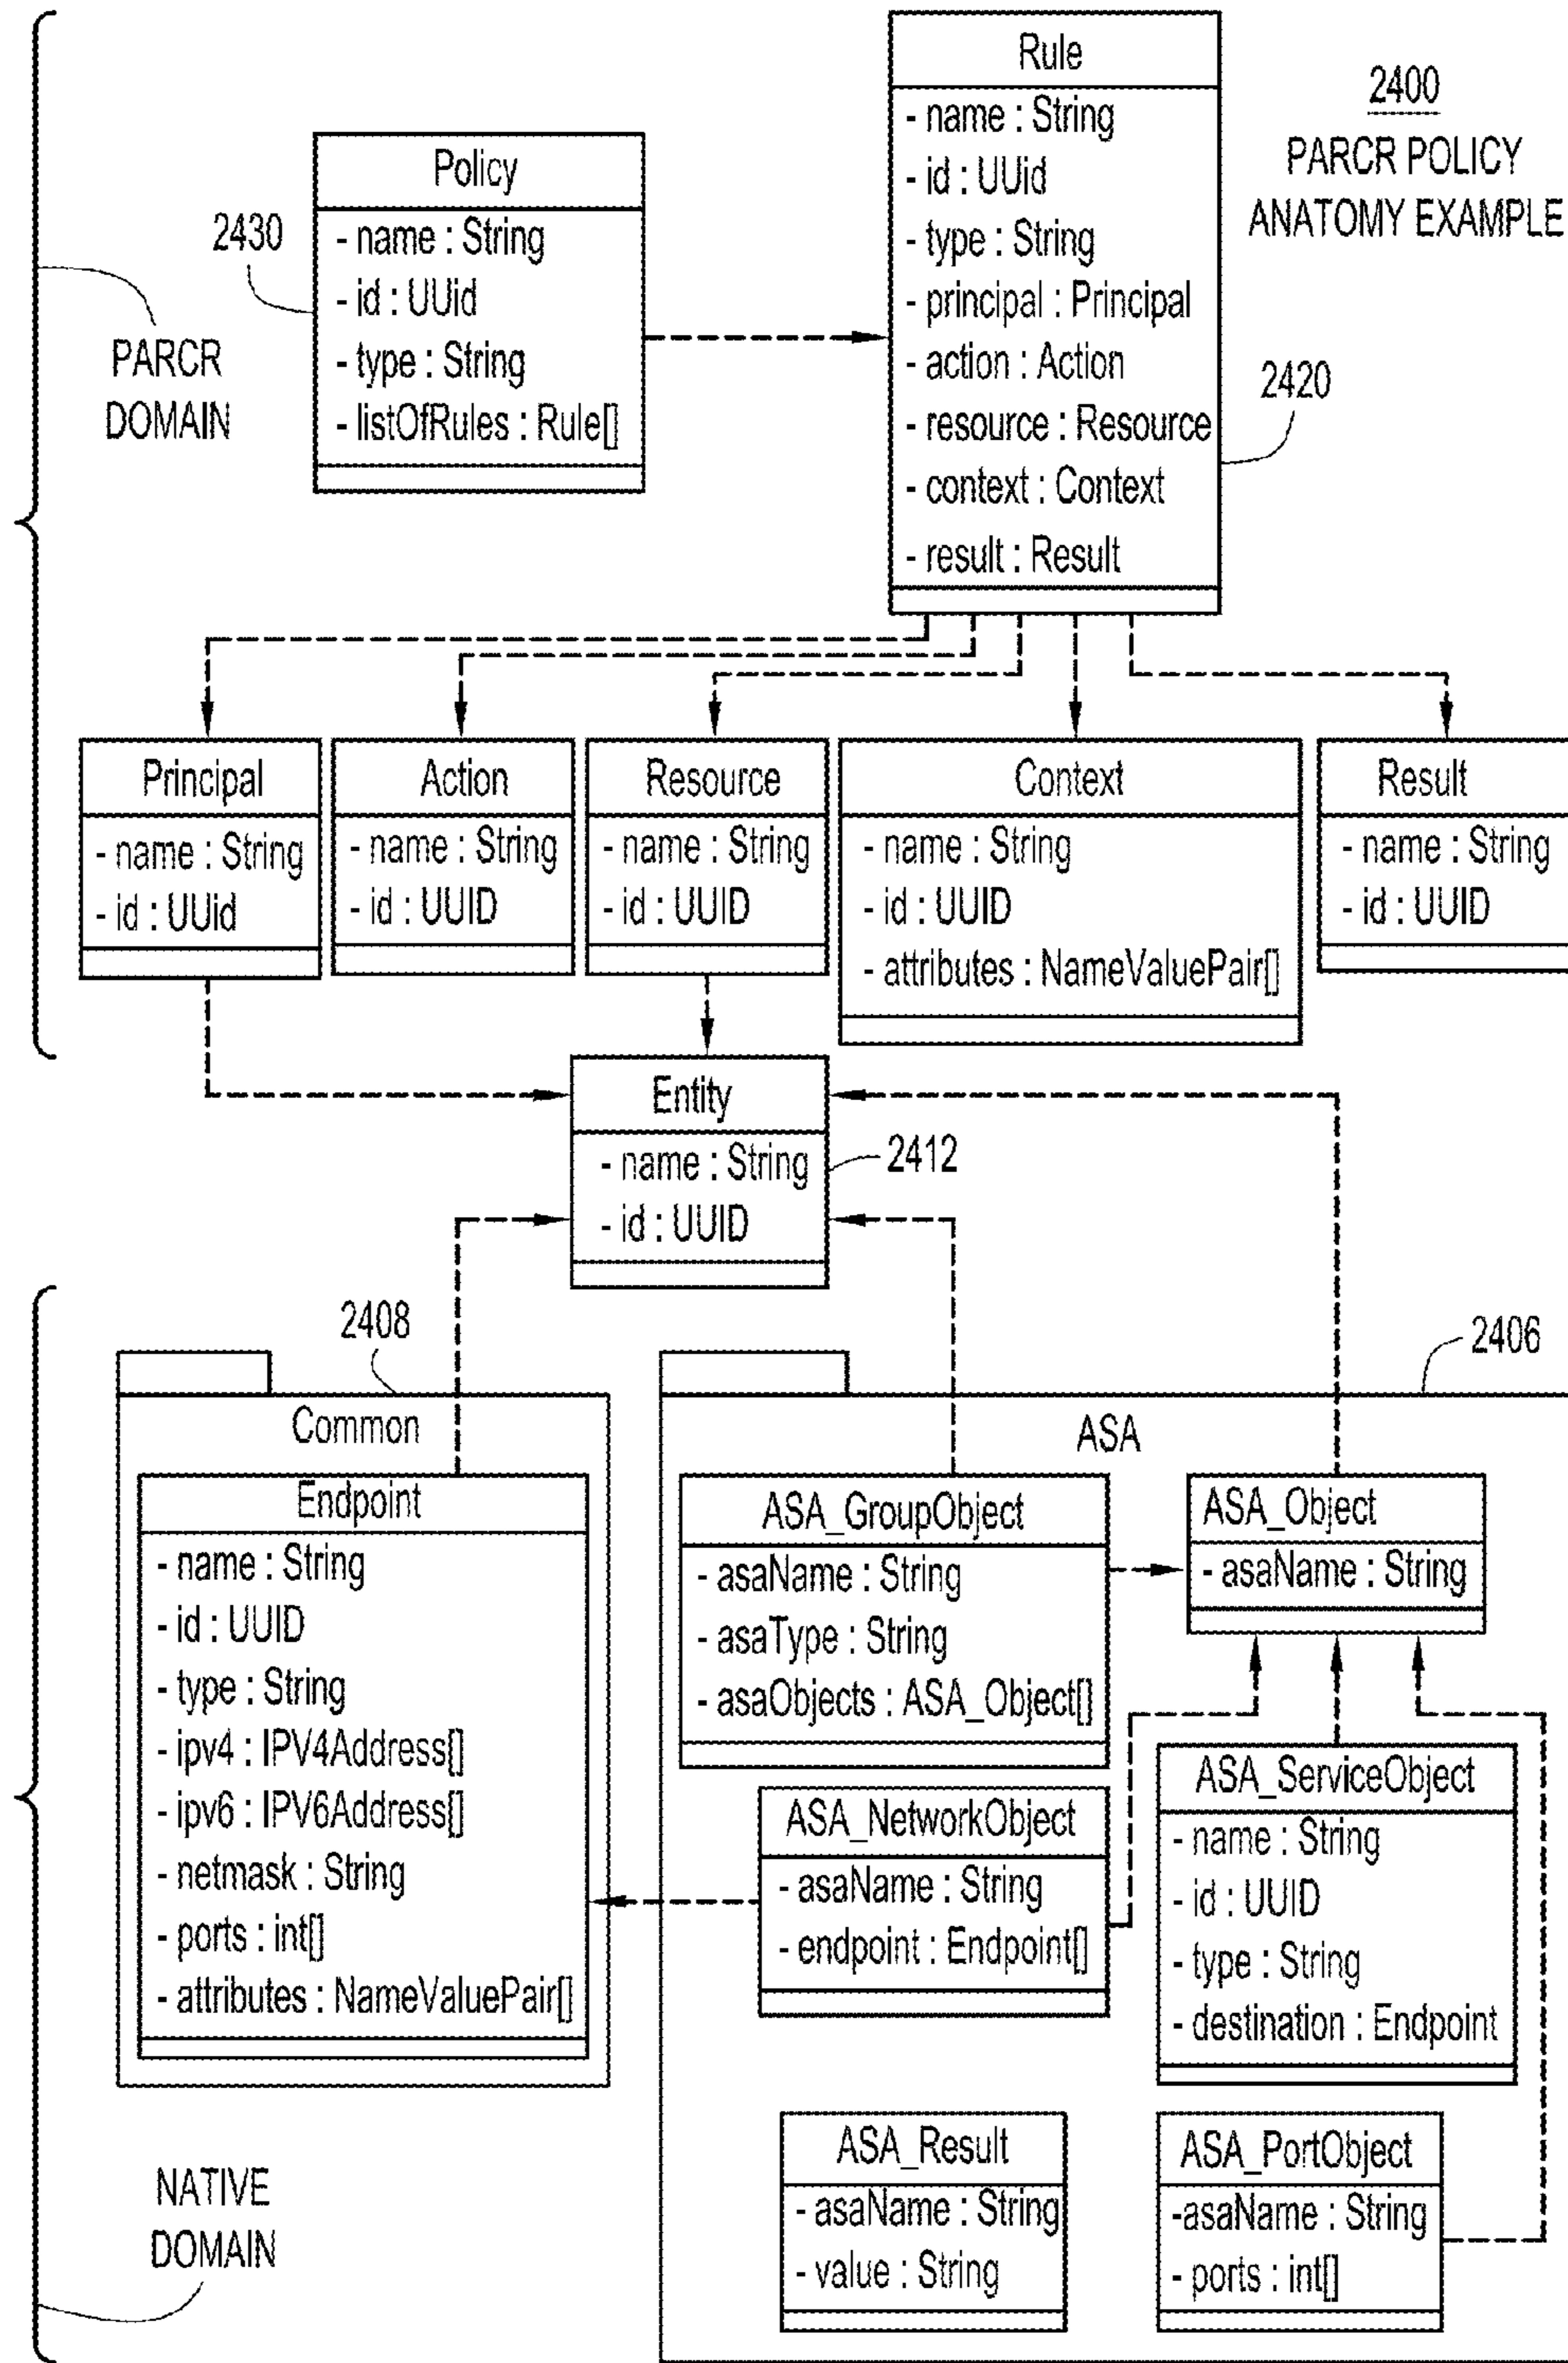 2400
PARCR POLICY
ANATOMY EXAMPLE
PARCR
DOMAIN
2430
Policy
- name : String
- id : UUid
- type : String
- listOfRules : Rule[]
Rule
- name : String
- id : UUid
- type : String
- principal : Principal
- action : Action
- resource : Resource
- context : Context
- result : Result
2420
Principal
- name : String
- id : UUid
Action
- name : String
- id : UUID
Resource
- name : String
- id : UUID
Context
- name : String
- id : UUID
- attributes : NameValuePair[]
Result
- name : String
- id : UUID
Entity
- name : String
- id : UUID
2412
2408
Common
Endpoint
- name : String
- id : UUID
- type : String
- ipv4 : IPV4Address[]
- ipv6 : IPV6Address[]
- netmask : String
- ports : int[]
- attributes : NameValuePair[]
2406
ASA
ASA_GroupObject
- asaName : String
- asaType : String
- asaObjects : ASA_Object[]
ASA_Object
- asaName : String
ASA_NetworkObject
- asaName : String
- endpoint : Endpoint[]
ASA_ServiceObject
- name : String
- id : UUID
- type : String
- destination : Endpoint
ASA_Result
- asaName : String
- value : String
ASA_PortObject
-asaName : String
- ports : int[]
NATIVE
DOMAIN